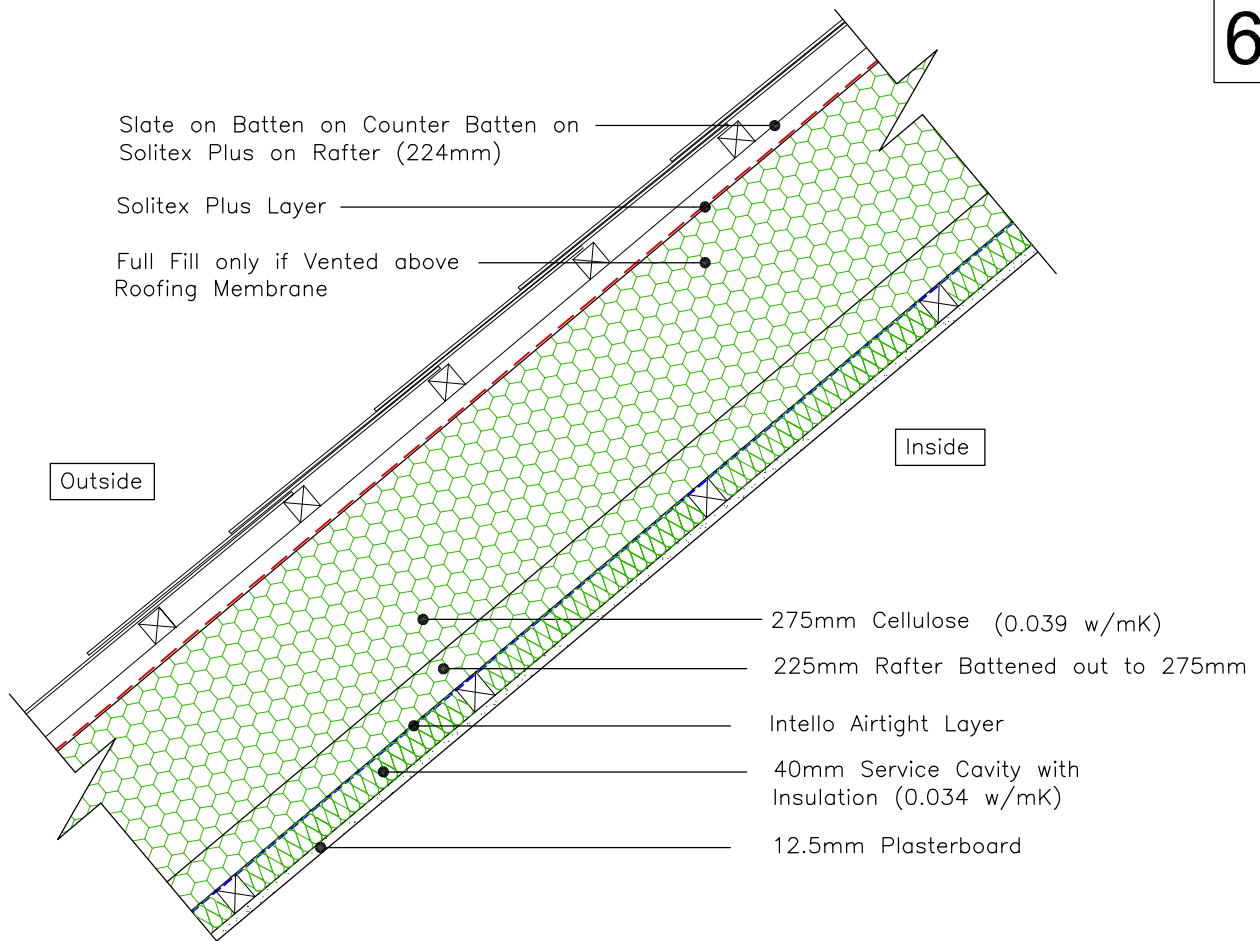 6
Slate on Batten on Counter Batten on
Solitex Plus on Rafter (224mm)
Solitex Plus Layer
Full Fill only if Vented above
Roofing Membrane
Outside
Inside
275mm Cellulose (0.039 w/mK)
225mm Rafter Battened out to 275mm
Intello Airtight Layer
40mm Service Cavity with
Insulation (0.034 w/mK)
12.5mm Plasterboard